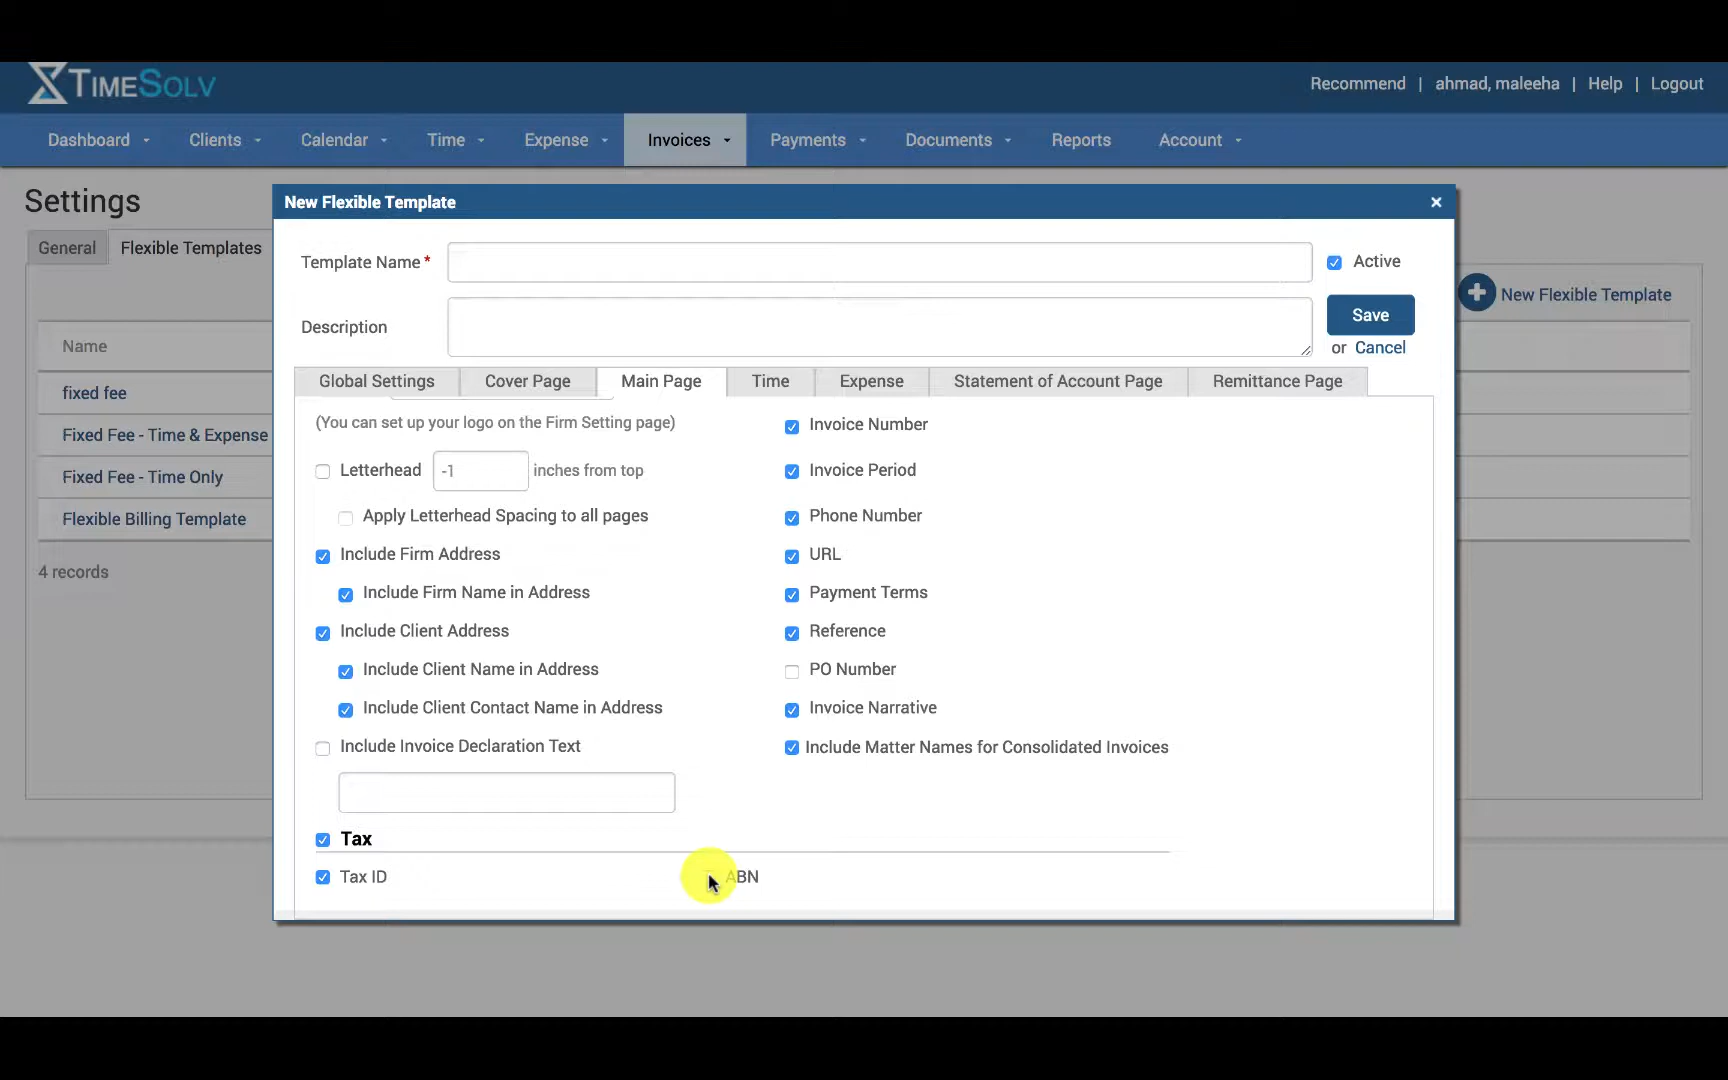 TIMESOLV
Recommend | ahmad, maleeha | Help | Logout
Dashboard Clients Calendar Time Expense Invoices Payments Documents Reports Account
Settings
General Flexible Templates
New Flexible Template
Name
fixed fee
Fixed Fee - Time & Expense
Fixed Fee - Time Only
Flexible Billing Template
4 records
New Flexible Template ×
Template Name *
Active
Description
Save
or Cancel
Global Settings Cover Page Main Page Time Expense Statement of Account Page Remittance Page
(You can set up your logo on the Firm Setting page)
Letterhead -1 inches from top
Apply Letterhead Spacing to all pages
Include Firm Address
Include Firm Name in Address
Include Client Address
Include Client Name in Address
Include Client Contact Name in Address
Include Invoice Declaration Text
Invoice Number
Invoice Period
Phone Number
URL
Payment Terms
Reference
PO Number
Invoice Narrative
Include Matter Names for Consolidated Invoices
Tax
Tax ID
ABN